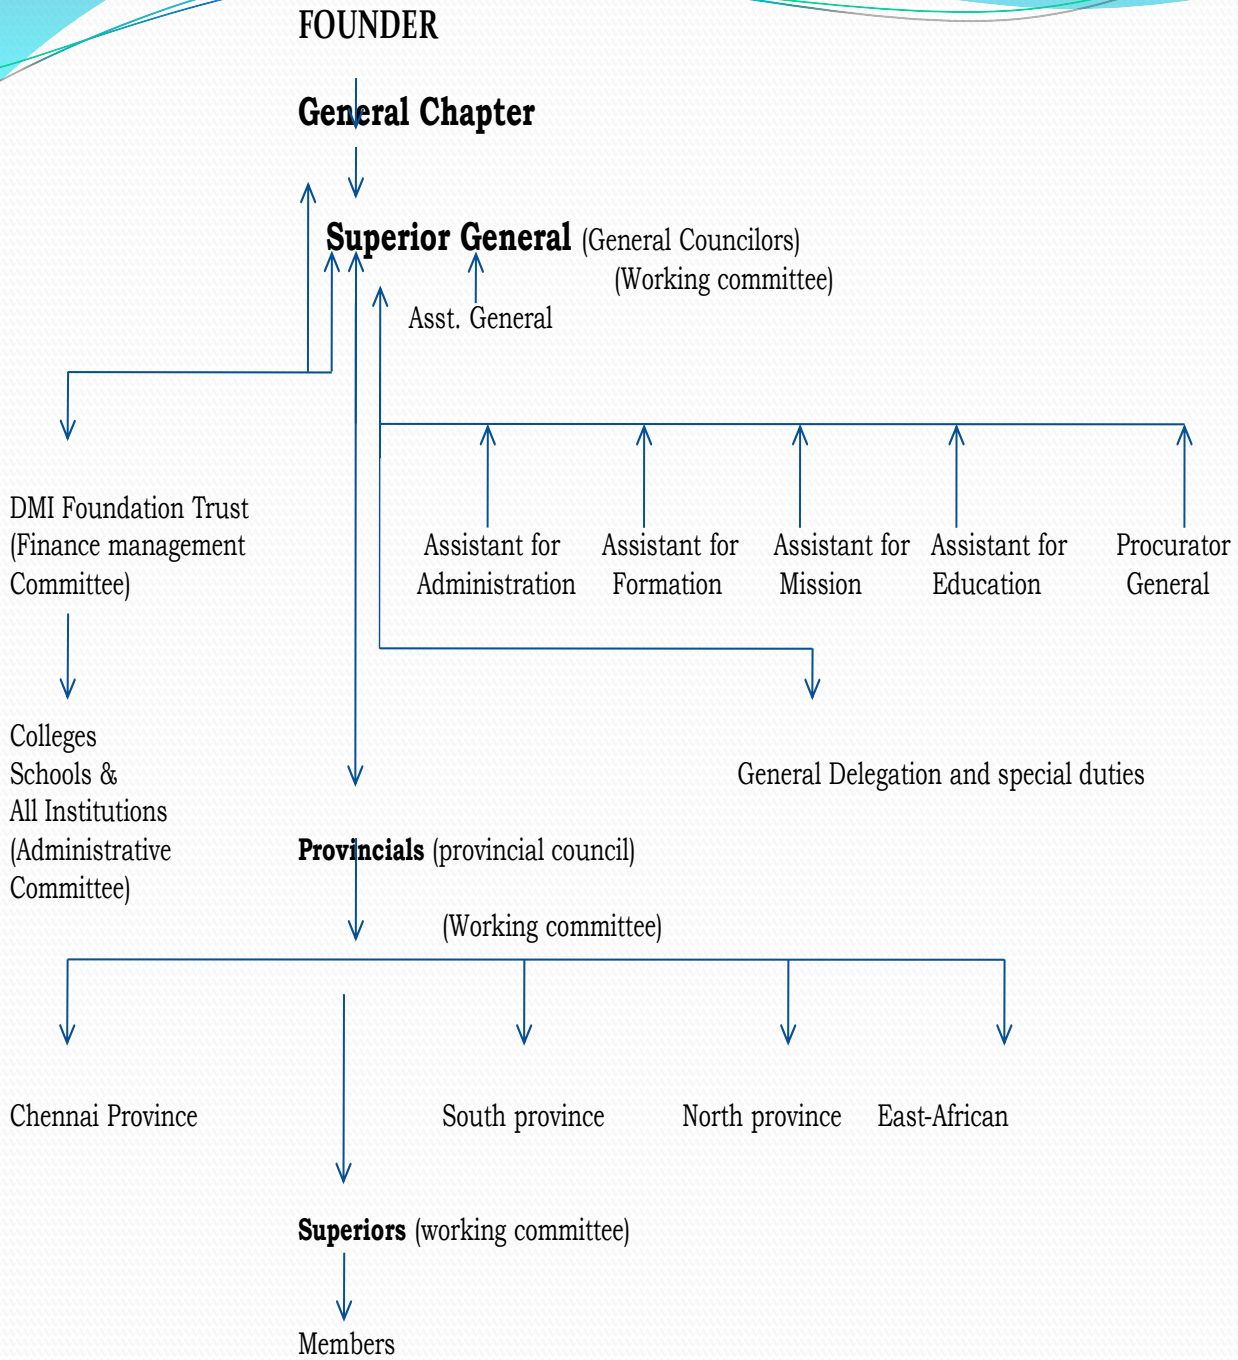 FOUNDER
General Chapter
Superior General (General Councilors)
(Working committee)
Asst. General
DMI Foundation Trust
(Finance management
Committee)
Assistant for
Administration
Assistant for
Formation
Assistant for
Mission
Assistant for
Education
Procurator
General
Colleges
Schools &
All Institutions
(Administrative
Committee)
General Delegation and special duties
Provincials (provincial council)
(Working committee)
Chennai Province
South province
North province
East-African
Superiors (working committee)
Members